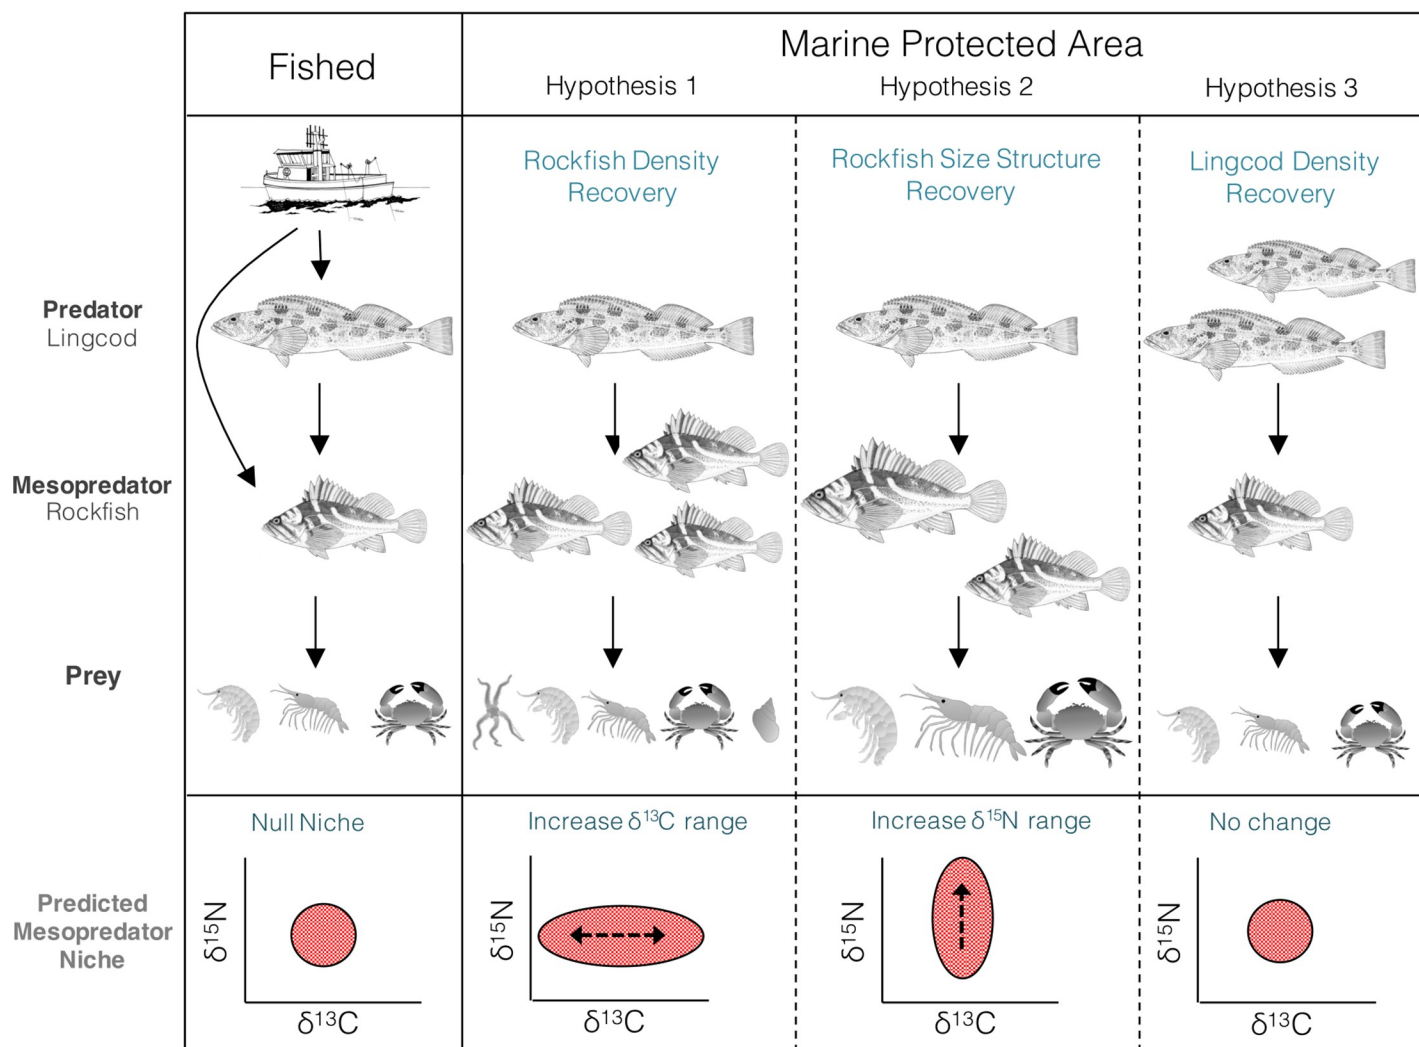 Fished
Marine Protected Area
Hypothesis 1
Hypothesis 2
Hypothesis 3
Rockfish Density
Recovery
Rockfish Size Structure
Recovery
Lingcod Density
Recovery
Predator
Lingcod
Mesopredator
Rockfish
Prey
Predicted
Mesopredator
Niche
Null Niche
δ¹⁵N
δ¹³C
Increase δ¹³C range
δ¹⁵N
δ¹³C
Increase δ¹⁵N range
δ¹⁵N
δ¹³C
No change
δ¹⁵N
δ¹³C